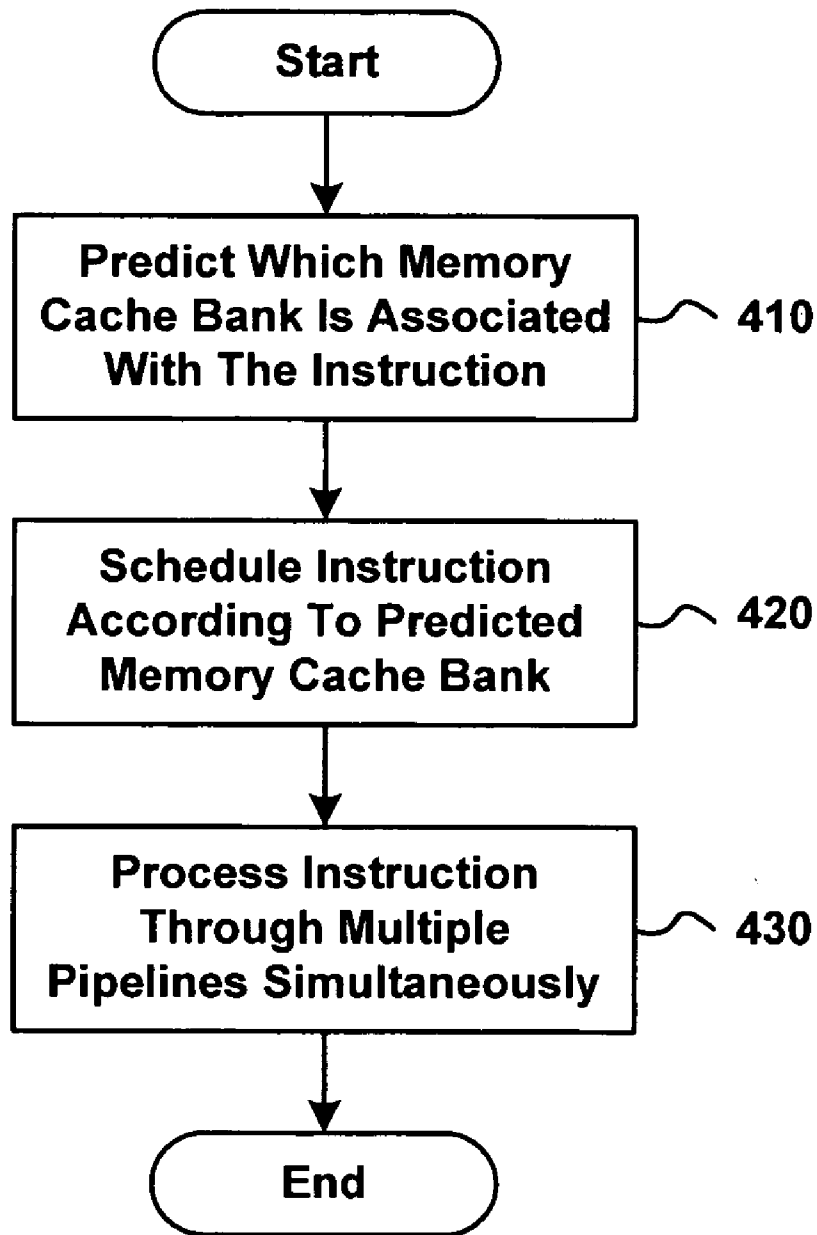 Start
Predict Which Memory
Cache Bank Is Associated
With The Instruction
410
Schedule Instruction
According To Predicted
Memory Cache Bank
420
Process Instruction
Through Multiple
Pipelines Simultaneously
430
End